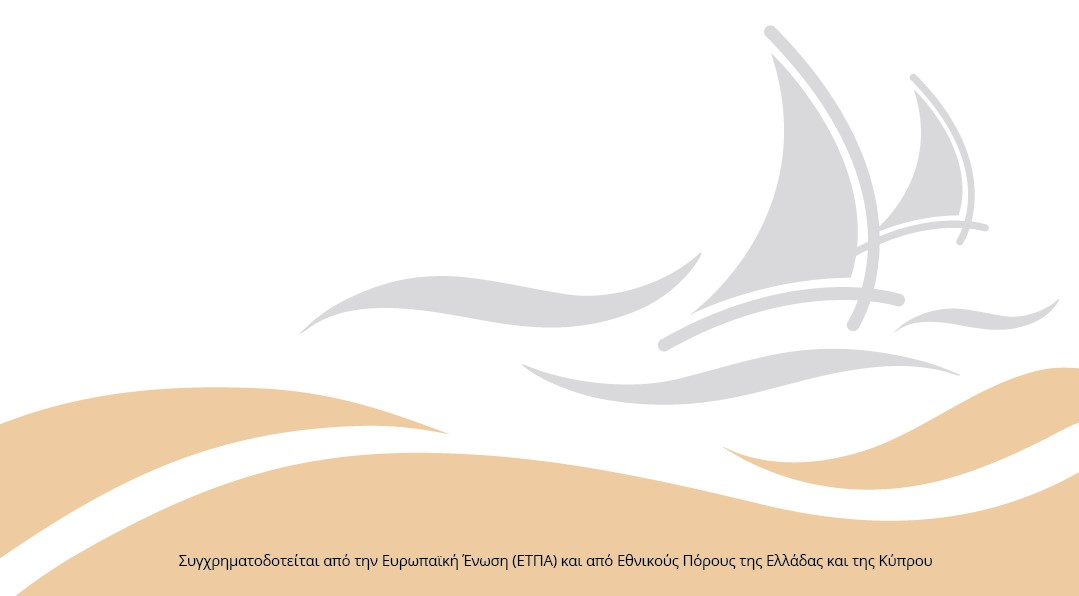 Συγχρηματοδοτείται από την Ευρωπαϊκή Ένωση (ΕΤΠΑ) και από Εθνικούς Πόρους της Ελλάδας και της Κύπρου